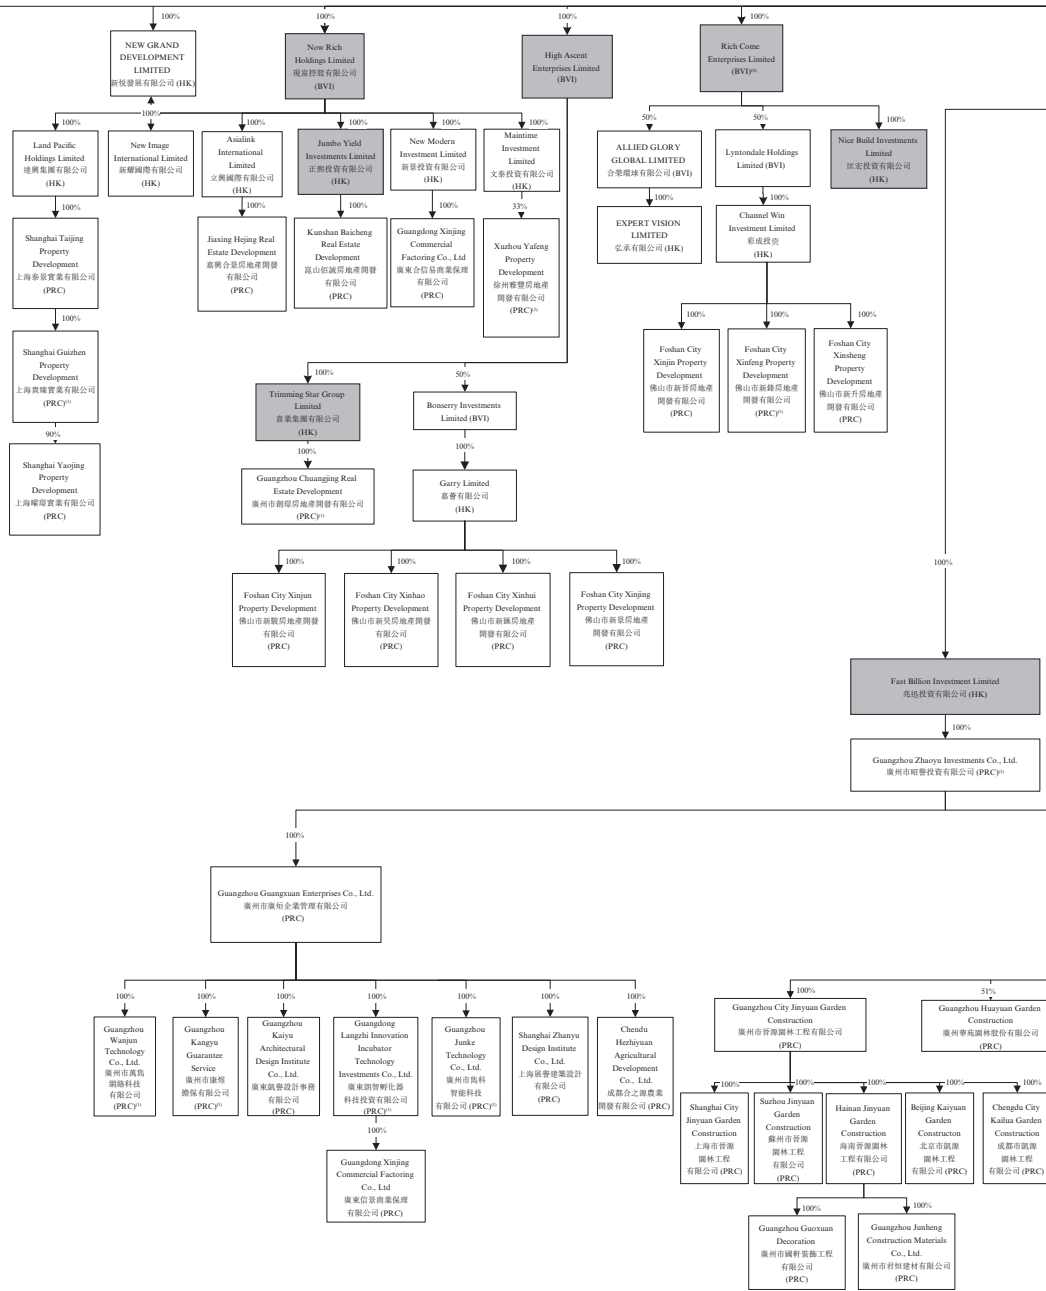 100%
100%
100%
100%
NEW GRAND
DEVELOPMENT
LIMITED
新悦發展有限公司 (HK)
Now Rich
Holdings Limited
現富控股有限公司
(BVI)
High Ascent
Enterprises Limited
(BVI)
Rich Come
Enterprises Limited
(BVI)⁽⁶⁾
100%
100%
100%
100%
100%
100%
100%
50%
50%
100%
Land Pacific
Holdings Limited
達興集團有限公司
(HK)
New Image
International Limited
新耀國際有限公司
(HK)
Asialink
International
Limited
立興國際有限公司
(HK)
Jumbo Yield
Investments Limited
正熙投資有限公司
(HK)
New Modern
Investment Limited
新景投資有限公司
(HK)
Maintime
Investment
Limited
文泰投資有限公司
(HK)
ALLIED GLORY
GLOBAL LIMITED
合榮環球有限公司 (BVI)
Lyntondale Holdings
Limited (BVI)
Nice Build Investments
Limited
匡宏投資有限公司
(HK)
100%
100%
100%
100%
33%
100%
100%
Shanghai Taijing
Property
Development
上海泰景實業有限公司
(PRC)
Jiaxing Hejing Real
Estate Development
嘉興合景房地產開發
有限公司
(PRC)
Kunshan Baicheng
Real Estate
Development
崑山佰誠房地產開發
有限公司
(PRC)
Guangdong Xinjing
Commercial
Factoring Co., Ltd
廣東合信易商業保理
有限公司
(PRC)
Xuzhou Yafeng
Property
Development
徐州雅豐房地產
開發有限公司
(PRC)⁽²⁾
EXPERT VISION
LIMITED
弘承有限公司 (HK)
Channel Win
Investment Limited
彩成投资
(HK)
100%
100%
100%
100%
Shanghai Guizhen
Property
Development
上海貴臻實業有限公司
(PRC)⁽¹⁾
Foshan City
Xinjin Property
Development
佛山市新晉房地產
開發有限公司
(PRC)
Foshan City
Xinfeng Property
Development
佛山市新鋒房地產
開發有限公司
(PRC)⁽¹⁾
Foshan City
Xinsheng
Property
Development
佛山市新升房地產
開發有限公司
(PRC)
100%
50%
Trimming Star Group
Limited
喜業集團有限公司
(HK)
Bonserry Investments
Limited (BVI)
90%
100%
100%
Shanghai Yaojing
Property
Development
上海曜環實業有限公司
(PRC)
Guangzhou Chuangjing Real
Estate Development
廣州市創環房地產開發有限公司
(PRC)⁽¹⁾
Garry Limited
嘉薈有限公司
(HK)
100%
100%
100%
100%
100%
Foshan City Xinjun
Property Development
佛山市新駿房地產開發
有限公司
(PRC)
Foshan City Xinhao
Property Development
佛山市新昊房地產開發
有限公司
(PRC)
Foshan City Xinhui
Property Development
佛山市新匯房地產
開發有限公司
(PRC)
Foshan City Xinjing
Property Development
佛山市新景房地產
開發有限公司
(PRC)
Fast Billion Investment Limited
兆迅投資有限公司 (HK)
100%
Guangzhou Zhaoyu Investments Co., Ltd.
廣州市昭譽投資有限公司 (PRC)⁽¹⁾
100%
Guangzhou Guangxuan Enterprises Co., Ltd.
廣州市廣烜企業管理有限公司
(PRC)
100%
100%
100%
100%
100%
100%
100%
100%
51%
Guangzhou
Wanjun
Technology
Co., Ltd.
廣州市萬雋
網絡科技
有限公司
(PRC)⁽¹⁾
Guangzhou
Kangyu
Guarantee
Service
廣州市康煜
擔保有限公司
(PRC)⁽¹⁾
Guangzhou
Kaiyu
Architectural
Design Institute
Co., Ltd.
廣東凱譽設計事務
有限公司
(PRC)
Guangdong
Langzhi Innovation
Incubator
Technology
Investments Co., Ltd.
廣東朗智孵化器
科技投資有限公司
(PRC)⁽¹⁾
Guangzhou
Junke
Technology
Co., Ltd.
廣州市雋科
智能科技
有限公司 (PRC)⁽¹⁾
Shanghai Zhanyu
Design Institute
Co., Ltd.
上海展譽建築設計
有限公司
(PRC)
Chendu
Hezhiyuan
Agricultural
Development
Co., Ltd.
成都合之源農業
開發有限公司 (PRC)
Guangzhou City Jinyuan Garden
Construction
廣州市晉源園林工程有限公司
(PRC)
Guangzhou Huayuan Garden
Construction
廣州華苑園林股份有限公司
(PRC)
100%
100%
100%
100%
100%
100%
Guangdong Xinjing
Commercial Factoring
Co., Ltd
廣東信景商業保理
有限公司 (PRC)
Shanghai City
Jinyuan Garden
Construction
上海市晉源
園林工程
有限公司 (PRC)
Suzhou Jinyuan
Garden
Construction
蘇州市晉源
園林工程
有限公司
(PRC)
Hainan Jinyuan
Garden
Construction
海南晉源園林
工程有限公司
(PRC)
Beijing Kaiyuan
Garden
Constructon
北京市凱源
園林工程
有限公司 (PRC)
Chengdu City
Kailua Garden
Construction
成都市凱源
園林工程
有限公司 (PRC)
100%
100%
Guangzhou Guoxuan
Decoration
廣州市國軒裝飾工程
有限公司
(PRC)
Guangzhou Junheng
Construction Materials
Co., Ltd.
廣州市君恒建材有限公司
(PRC)